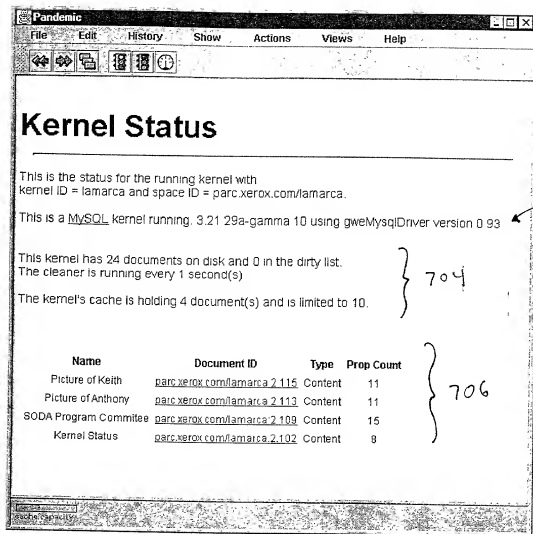 Pandemic
File Edit History Show Actions Views Help
Kernel Status
This is the status for the running kernel with
kernel ID = lamarca and space ID = parc.xerox.com/lamarca.
This is a MySQL kernel running. 3.21 29a-gamma 10 using gweMysqlDriver version 0 93
This kernel has 24 documents on disk and 0 in the dirty list.
The cleaner is running every 1 second(s)
704
The kernel's cache is holding 4 document(s) and is limited to 10.
Name Document ID Type Prop Count
Picture of Keith parc.xerox com/lamarca 2 115 Content 11
Picture of Anthony parc xerox com/lamarca 2 113 Content 11
706
SODA Program Commitee parc xerox com/lamarca 2 109 Content 15
Kernel Status parc.xerox com/lamarca.2.102 Content 8
cache.capacity